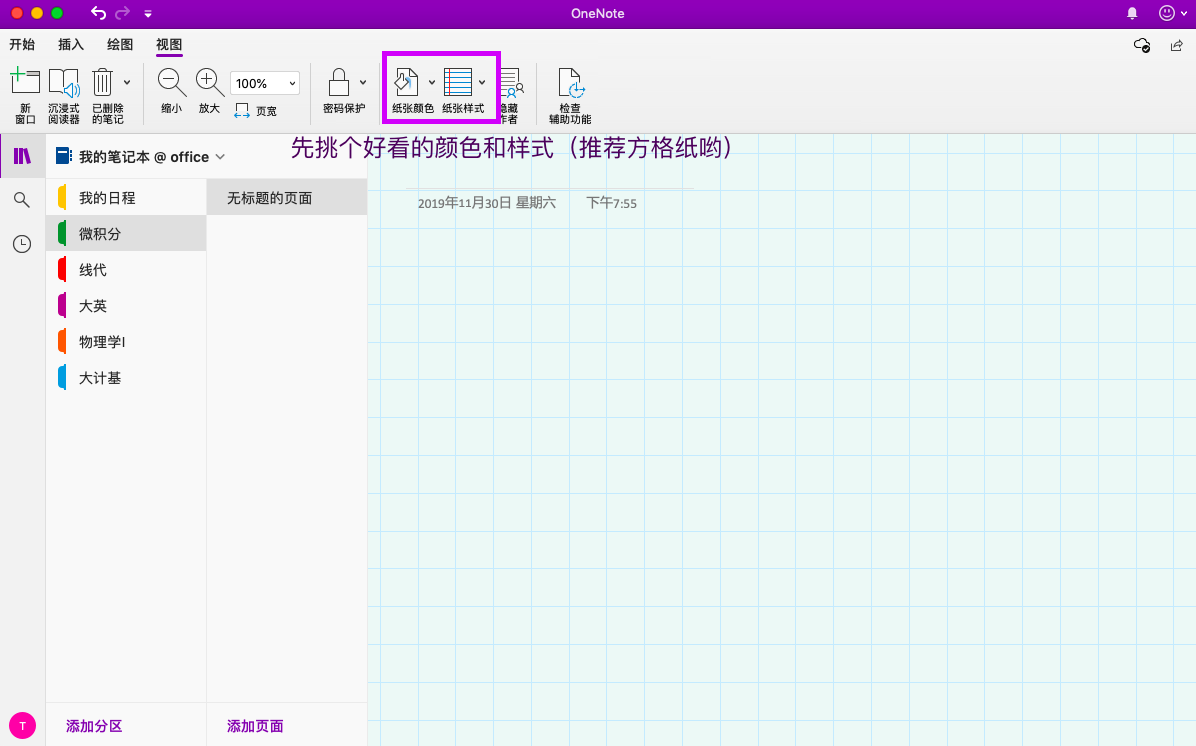 OneNote
开始 插入 绘图 视图
新窗口
沉浸式阅读器
已删除的笔记
缩小
放大
100%
页宽
密码保护
纸张颜色
纸张样式
隐藏
作者
检查
辅助功能
先挑个好看的颜色和样式（推荐方格纸哟）
我的笔记本 @ office
我的日程
微积分
线代
大英
物理学I
大计基
无标题的页面
2019年11月30日 星期六 下午7:55
T
添加分区
添加页面